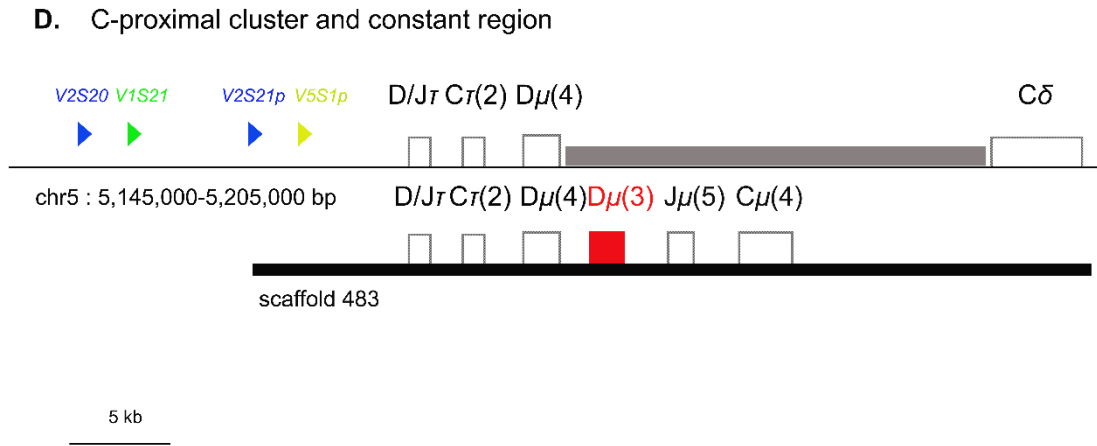 D. C-proximal cluster and constant region
V2S20 V1S21 V2S21p V5S1p D/Jτ Cτ(2) Dμ(4) Cδ
chr5 : 5,145,000-5,205,000 bp D/Jτ Cτ(2) Dμ(4) Dμ(3) Jμ(5) Cμ(4)
scaffold 483
5 kb